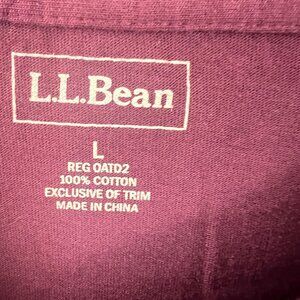 L.L.Bean
L
REG OATD2
100% COTTON
EXCLUSIVE OF TRIM
MADE IN CHINA